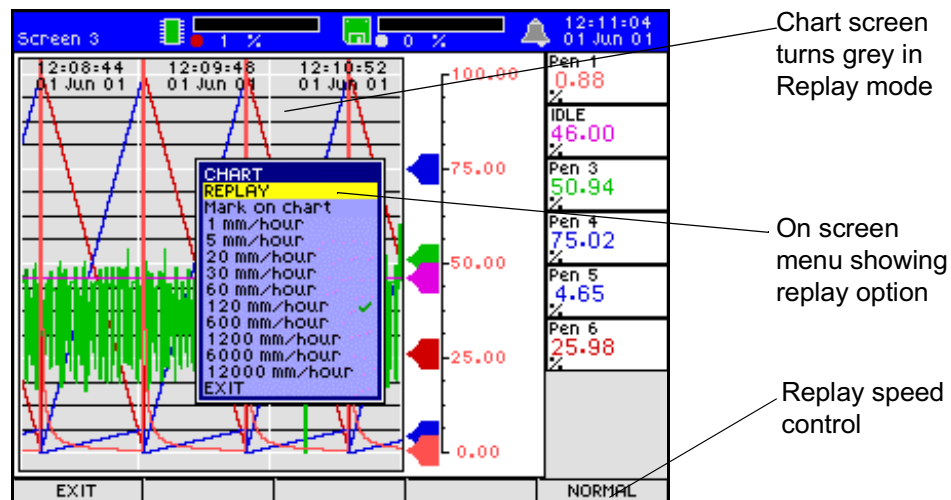 Screen 3
1 %
0 %
12:11:04
01 Jun 01
12:08:44
01 Jun 01
12:09:48
01 Jun 01
12:10:52
01 Jun 01
100.00
75.00
50.00
25.00
0.00
CHART
REPLAY
Mark on chart
1 mm/hour
5 mm/hour
20 mm/hour
30 mm/hour
60 mm/hour
120 mm/hour ✓
600 mm/hour
1200 mm/hour
6000 mm/hour
12000 mm/hour
EXIT
Pen 1
0.88
%
IDLE
46.00
%
Pen 3
50.94
%
Pen 4
75.02
%
Pen 5
4.65
%
Pen 6
25.98
%
EXIT
NORMAL
Chart screen
turns grey in
Replay mode
On screen
menu showing
replay option
Replay speed
control